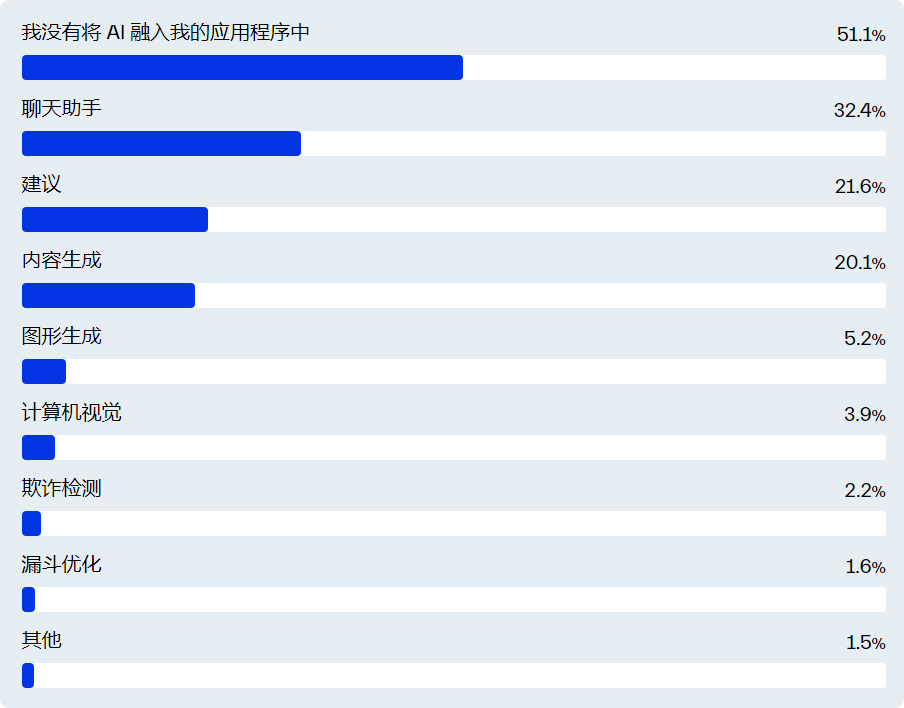 我没有将 AI 融入我的应用程序中 51.1%
聊天助手 32.4%
建议 21.6%
内容生成 20.1%
图形生成 5.2%
计算机视觉 3.9%
欺诈检测 2.2%
漏斗优化 1.6%
其他 1.5%